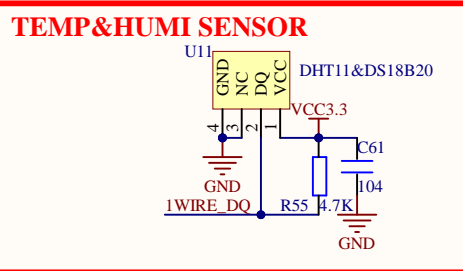 TEMP&HUMI SENSOR
U11
GND
NC
DQ
VCC
DHT11&DS18B20
4
3
2
1
VCC3.3
C61
104
GND
1WIRE_DQ
R55
4.7K
GND